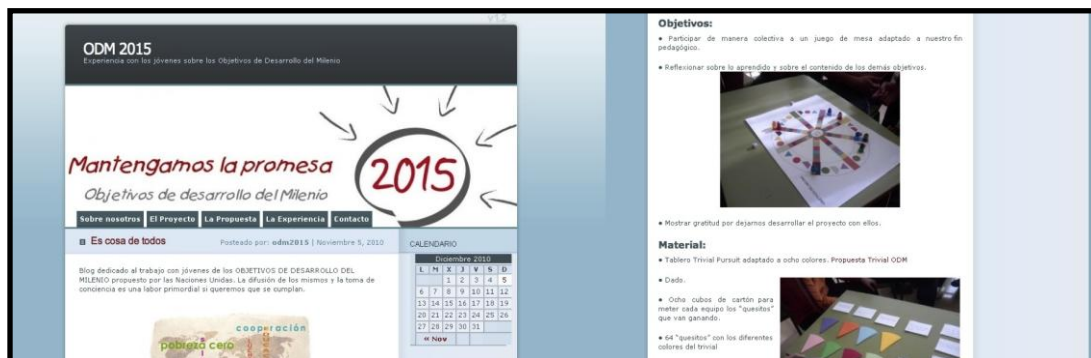 v1.2
ODM 2015
Experiencia con los jóvenes sobre los Objetivos de Desarrollo del Milenio
Mantengamos la promesa
Objetivos de desarrollo del Milenio
2015
Sobre nosotros El Proyecto La Propuesta La Experiencia Contacto
Es cosa de todos
Posteado por: odm2015 | Noviembre 5, 2010
Blog dedicado al trabajo con jóvenes de los OBJETIVOS DE DESARROLLO DEL
MILENIO propuesto por las Naciones Unidas. La difusión de los mismos y la toma de
conciencia es una labor primordial si queremos que se cumplan.
cooperación
pobreza cero
CALENDARIO
Diciembre 2010
L M X J V S D
1 2 3 4 5
6 7 8 9 10 11 12
13 14 15 16 17 18 19
20 21 22 23 24 25 26
27 28 29 30 31
« Nov
Objetivos:
• Participar de manera colectiva a un juego de mesa adaptado a nuestro fin
pedagógico.
• Reflexionar sobre lo aprendido y sobre el contenido de los demás objetivos.
• Mostrar gratitud por dejarnos desarrollar el proyecto con ellos.
Material:
• Tablero Trivial Pursuit adaptado a ocho colores. Propuesta Trivial ODM
• Dado.
• Ocho cubos de cartón para
meter cada equipo los "quesitos"
que van ganando.
• 64 "quesitos" con los diferentes
colores del trivial